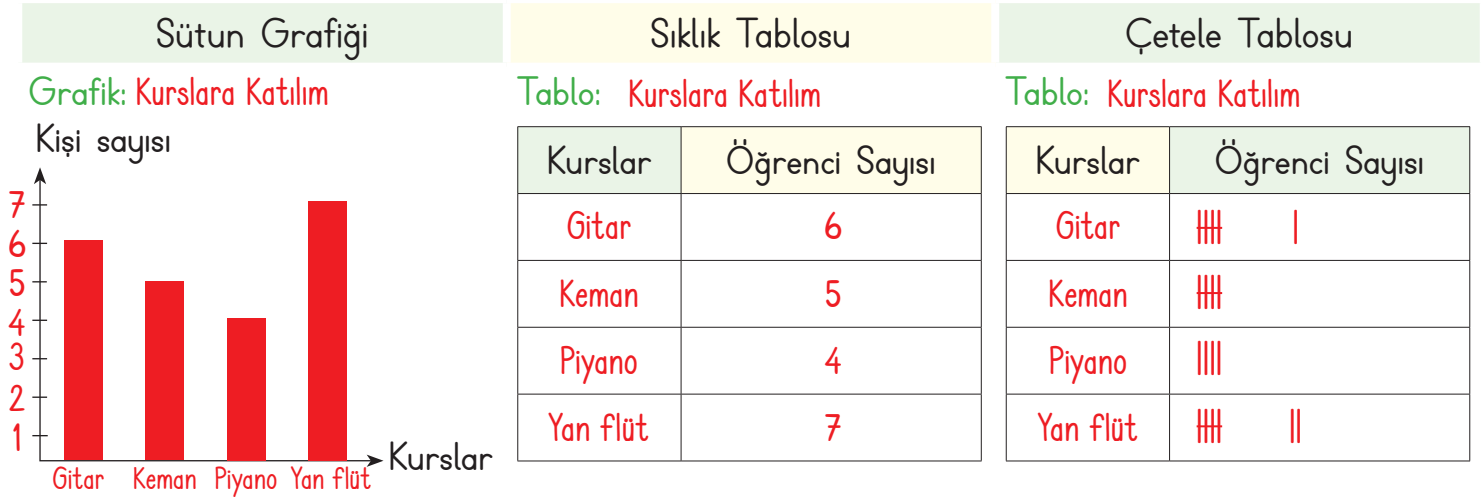 Sütun Grafiği
Grafik: Kurslara Katılım
Kişi sayısı
7
6
5
4
3
2
1
Gitar Keman Piyano Yan flüt
Kurslar
Sıklık Tablosu
Tablo: Kurslara Katılım
Kurslar Öğrenci Sayısı
Gitar 6
Keman 5
Piyano 4
Yan flüt 7
Çetele Tablosu
Tablo: Kurslara Katılım
Kurslar Öğrenci Sayısı
Gitar
Keman
Piyano
Yan flüt